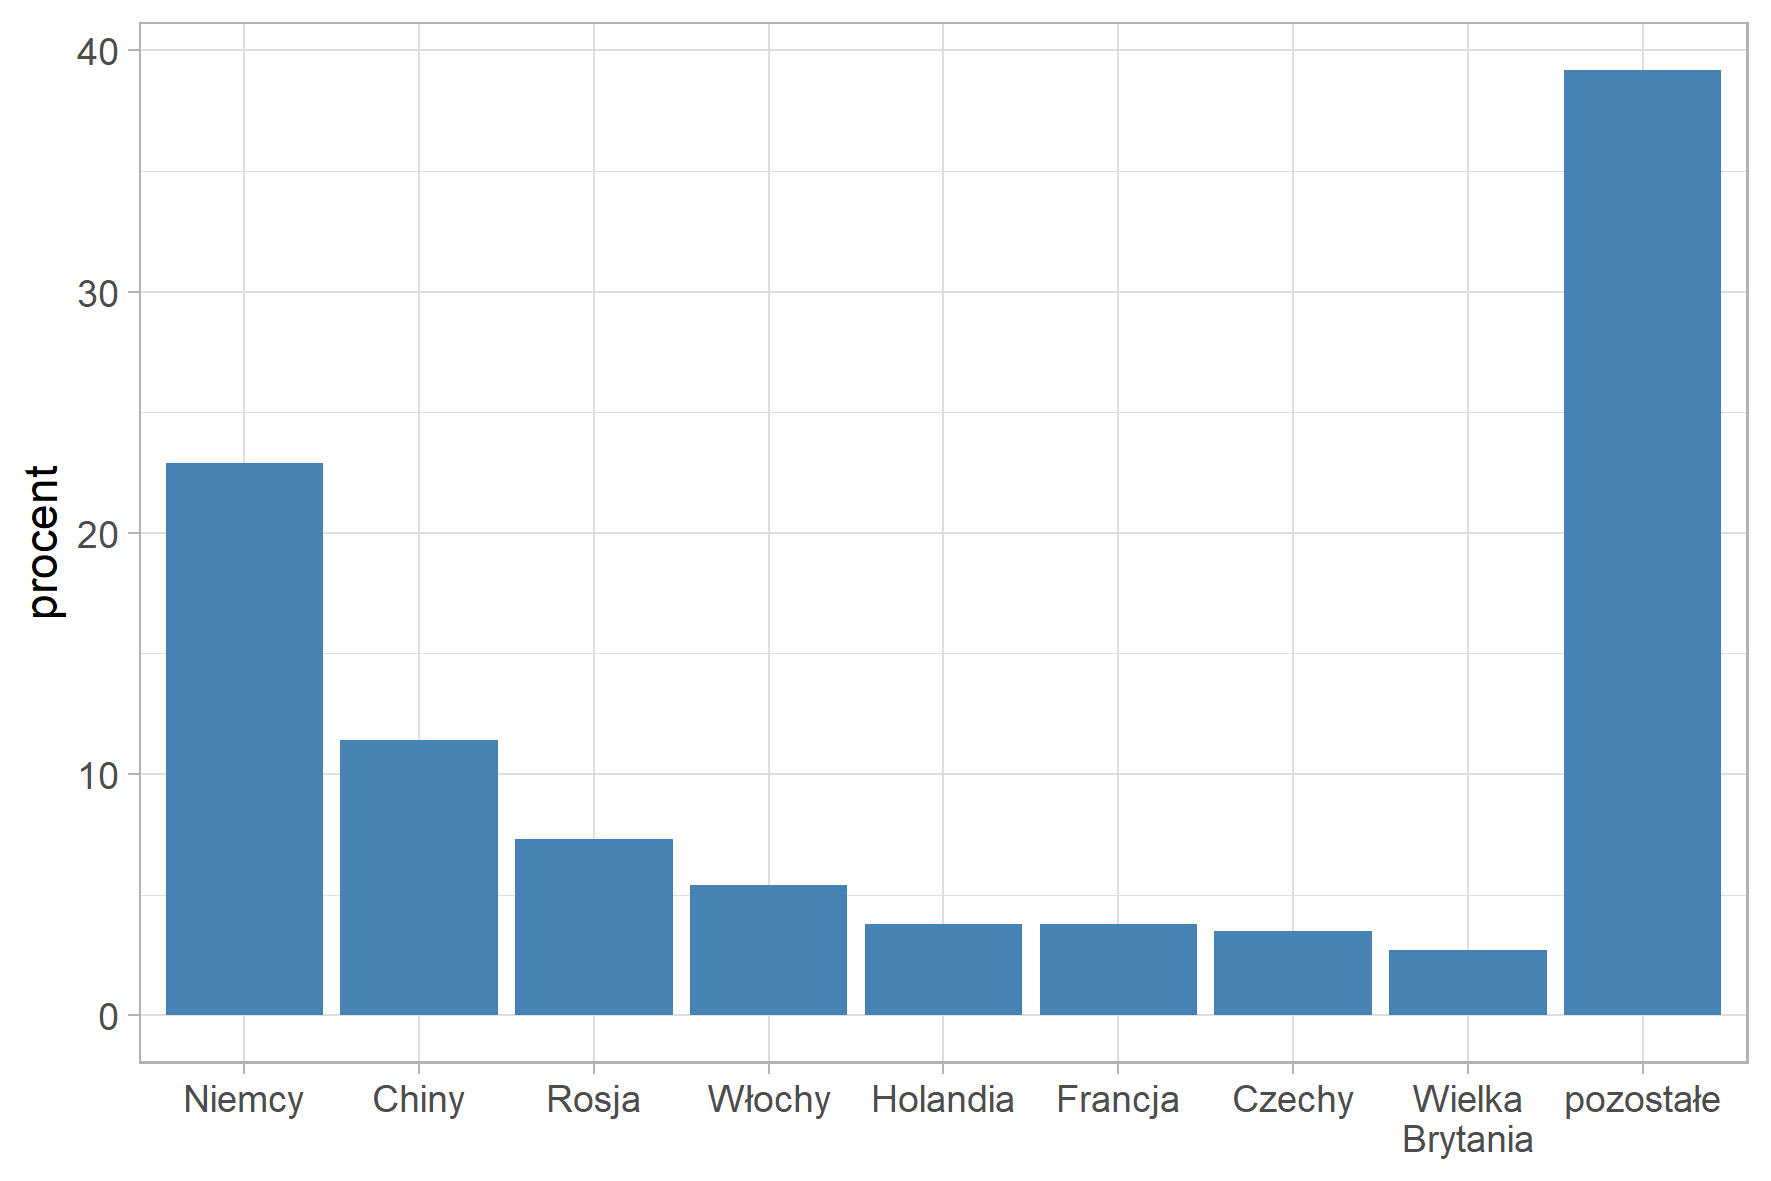 40
30
20
10
0
procent
Niemcy
Chiny
Rosja
Włochy
Holandia
Francja
Czechy
Wielka
Brytania
pozostałe